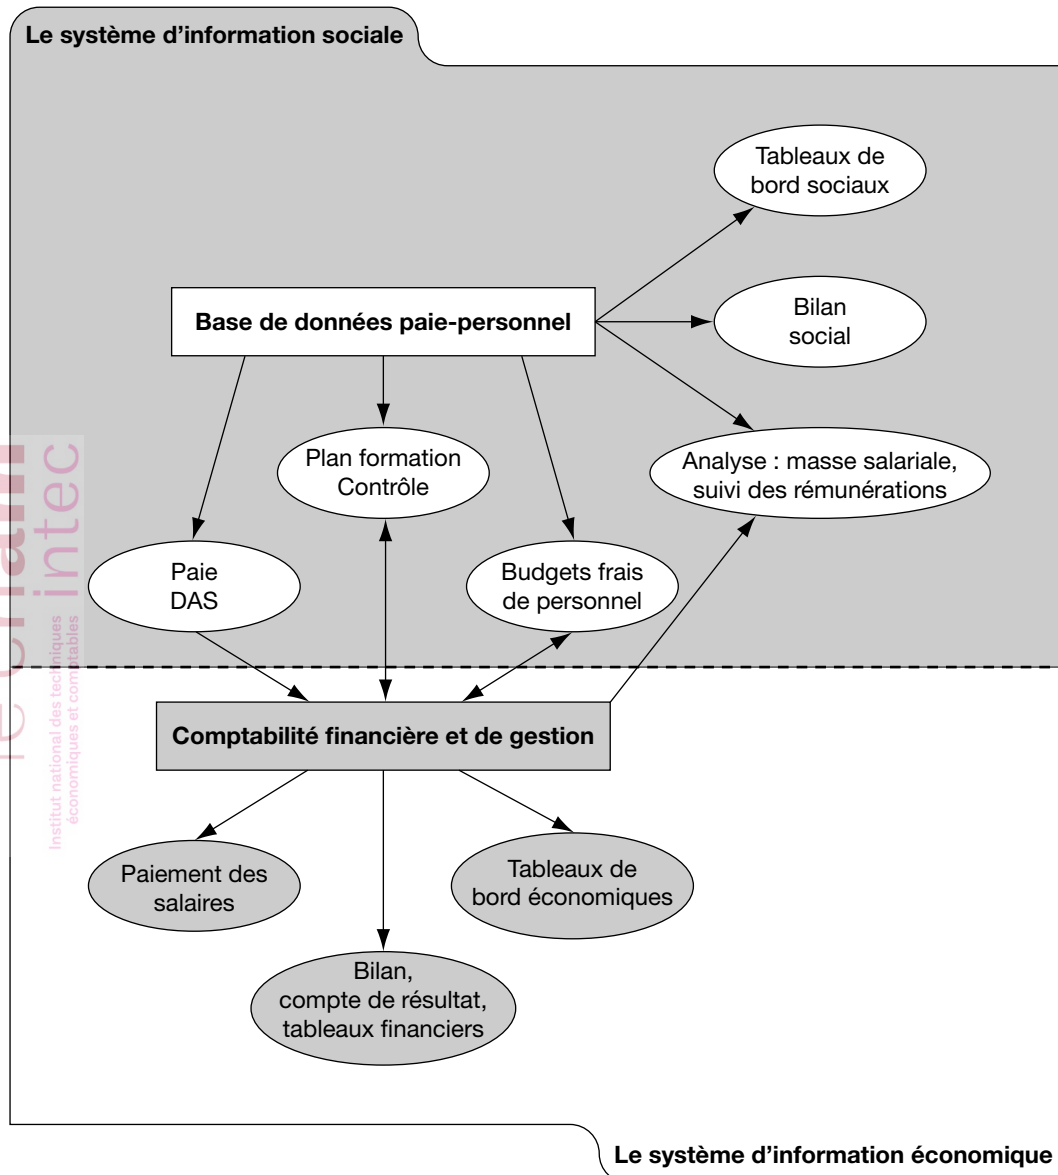 Le système d'information sociale
Tableaux de
bord sociaux
Base de données paie-personnel
Bilan
social
Plan formation
Contrôle
Analyse : masse salariale,
suivi des rémunérations
Paie
DAS
Budgets frais
de personnel
intec
Institut national des techniques
économiques et comptables
Comptabilité financière et de gestion
Paiement des
salaires
Tableaux de
bord économiques
Bilan,
compte de résultat,
tableaux financiers
Le système d'information économique